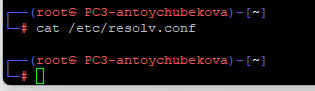 ┌──(root㉿ PC3-antoychubekova)-[~]
└─# cat /etc/resolv.conf
┌──(root㉿ PC3-antoychubekova)-[~]
└─#